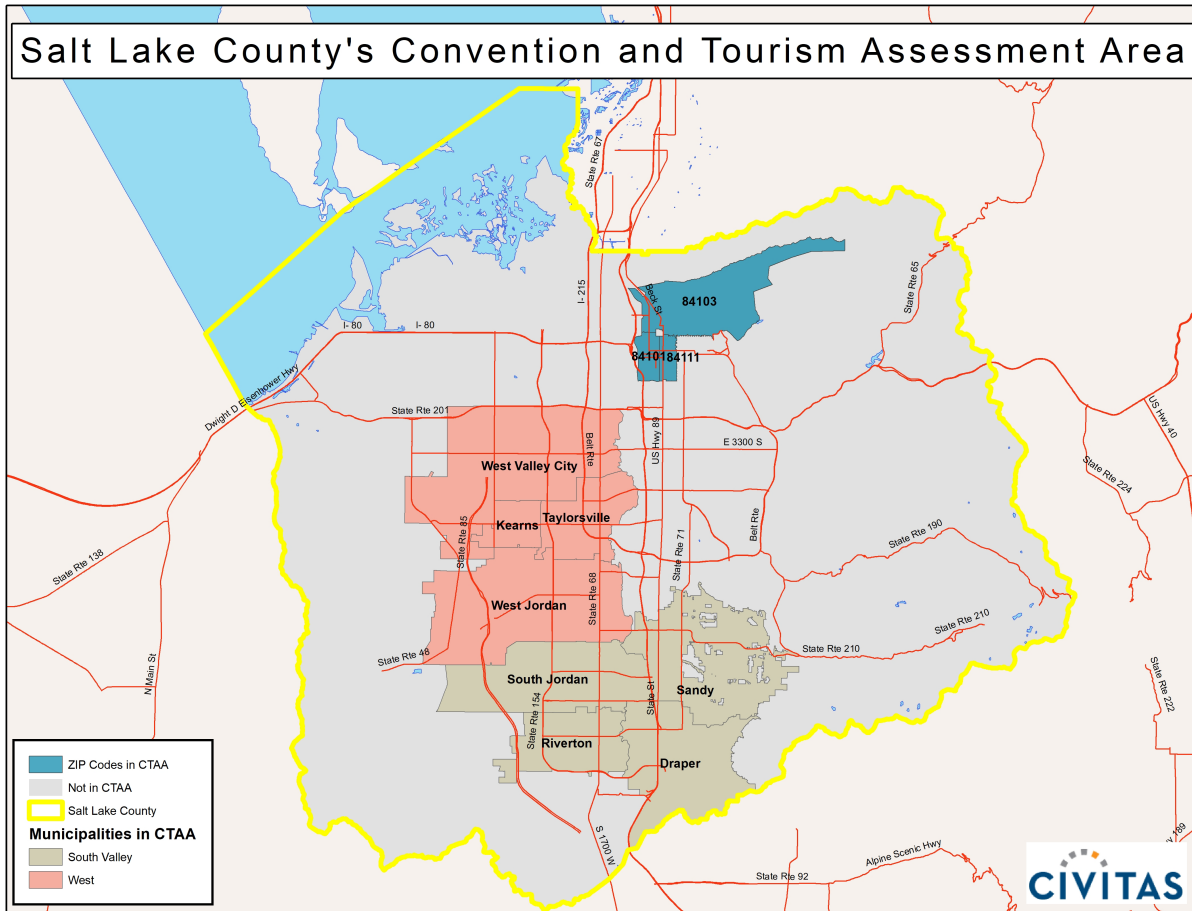 Salt Lake County's Convention and Tourism Assessment Area
State Rte 67
State Rte 65
I- 215
Beck St
84103
I- 80
I- 80
84101
84111
Dwight D Eisenhower Hwy
State Rte 201
Belt Rte
US Hwy 89
E 3300 S
US Hwy 40
West Valley City
State Rte 224
Kearns
Taylorsville
State Rte 85
State Rte 71
Belt Rte
State Rte 190
State Rte 138
West Jordan
State Rte 68
State Rte 210
State Rte 210
State Rte 48
N Main St
South Jordan
Sandy
State St
State Rte 222
State Rte 154
Riverton
Draper
ZIP Codes in CTAA
Not in CTAA
Salt Lake County
Municipalities in CTAA
South Valley
West
S 1700 W
Alpine Scenic Hwy
189
State Rte 92
CIVITAS